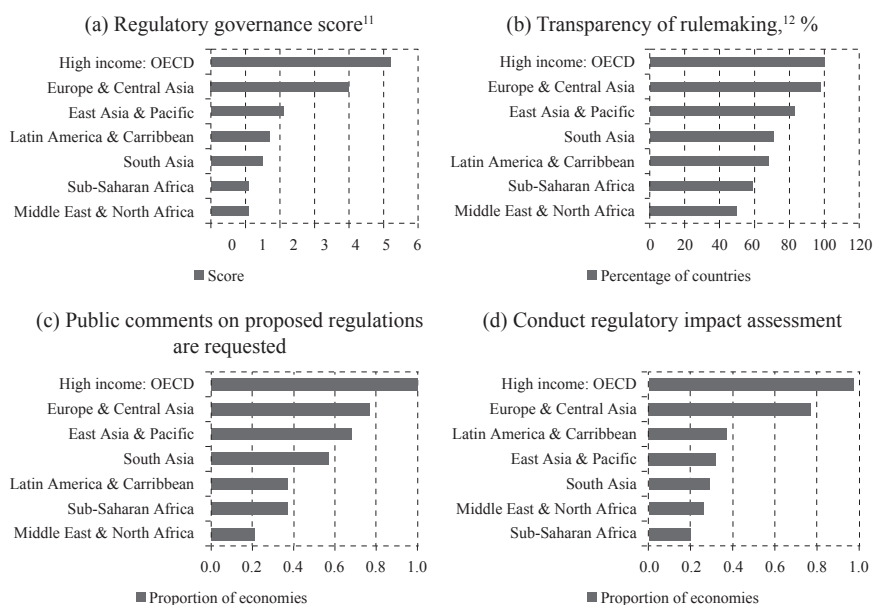 (a) Regulatory governance score¹¹
High income: OECD
Europe & Central Asia
East Asia & Pacific
Latin America & Carribbean
South Asia
Sub-Saharan Africa
Middle East & North Africa
0 1 2 3 4 5 6
Score
(b) Transparency of rulemaking,¹² %
High income: OECD
Europe & Central Asia
East Asia & Pacific
South Asia
Latin America & Carribbean
Sub-Saharan Africa
Middle East & North Africa
0 20 40 60 80 100 120
Percentage of countries
(c) Public comments on proposed regulations
are requested
High income: OECD
Europe & Central Asia
East Asia & Pacific
South Asia
Latin America & Carribbean
Sub-Saharan Africa
Middle East & North Africa
0.0 0.2 0.4 0.6 0.8 1.0
Proportion of economies
(d) Conduct regulatory impact assessment
High income: OECD
Europe & Central Asia
Latin America & Carribbean
East Asia & Pacific
South Asia
Middle East & North Africa
Sub-Saharan Africa
0.0 0.2 0.4 0.6 0.8 1.0
Proportion of economies